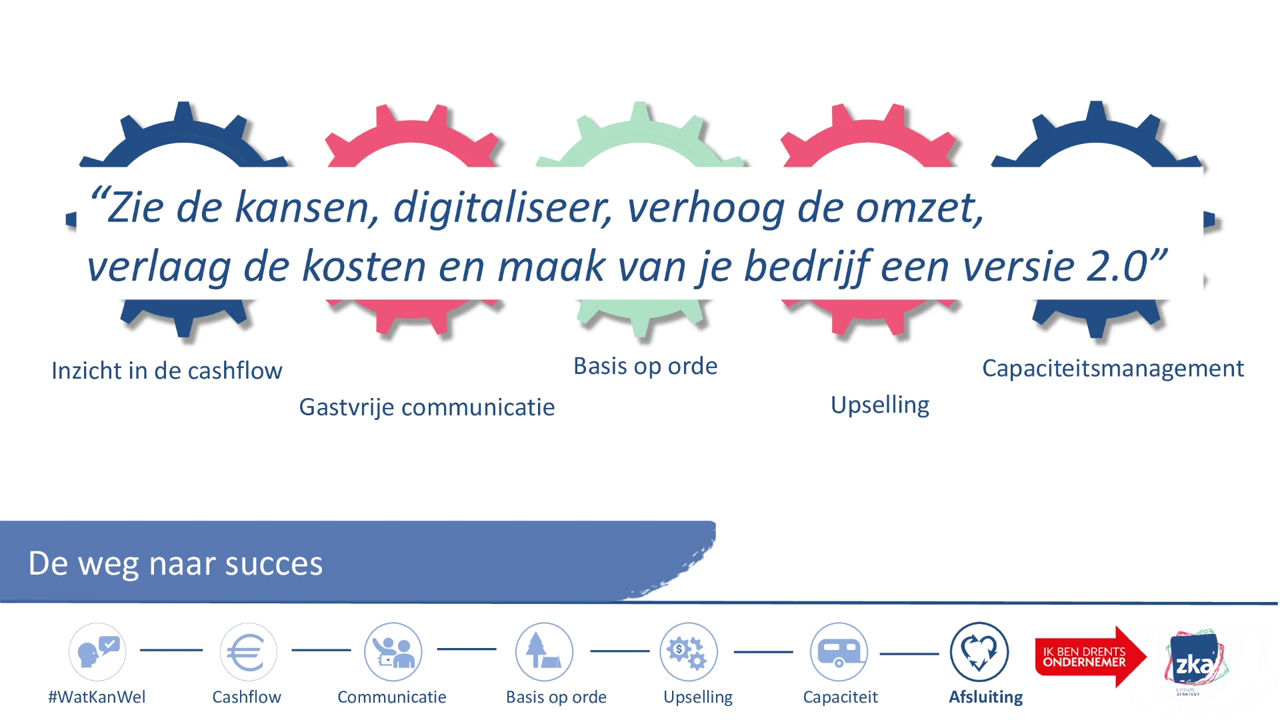 “Zie de kansen, digitaliseer, verhoog de omzet,
verlaag de kosten en maak van je bedrijf een versie 2.0”
Inzicht in de cashflow
Gastvrije communicatie
Basis op orde
Upselling
Capaciteitsmanagement
De weg naar succes
#WatKanWel
Cashflow
Communicatie
Basis op orde
Upselling
Capaciteit
Afsluiting
IK BEN DRENTS
ONDERNEMER
zka
LEISURE
STRATEGY